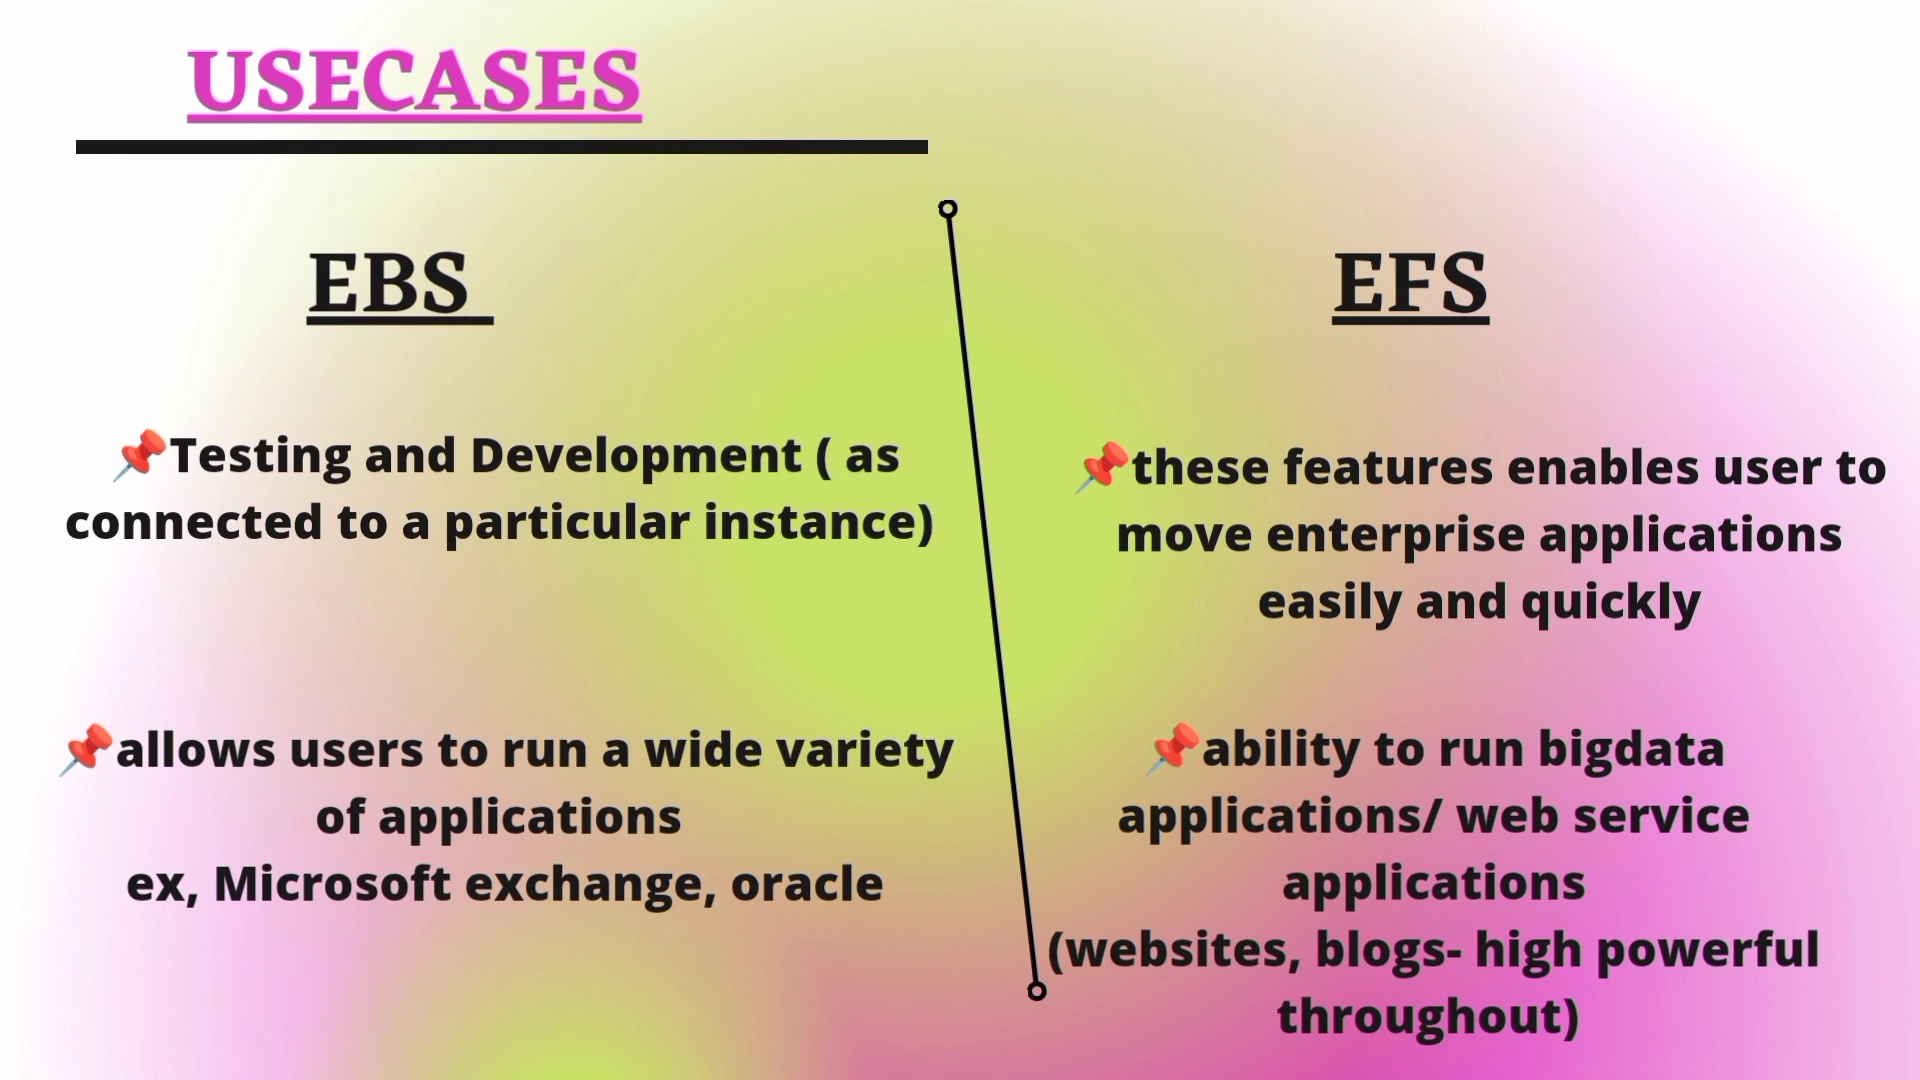 USECASES
EBS
📌Testing and Development ( as
connected to a particular instance)
📌allows users to run a wide variety
of applications
ex, Microsoft exchange, oracle
EFS
📌these features enables user to
move enterprise applications
easily and quickly
📌ability to run bigdata
applications/ web service
applications
(websites, blogs- high powerful
throughout)